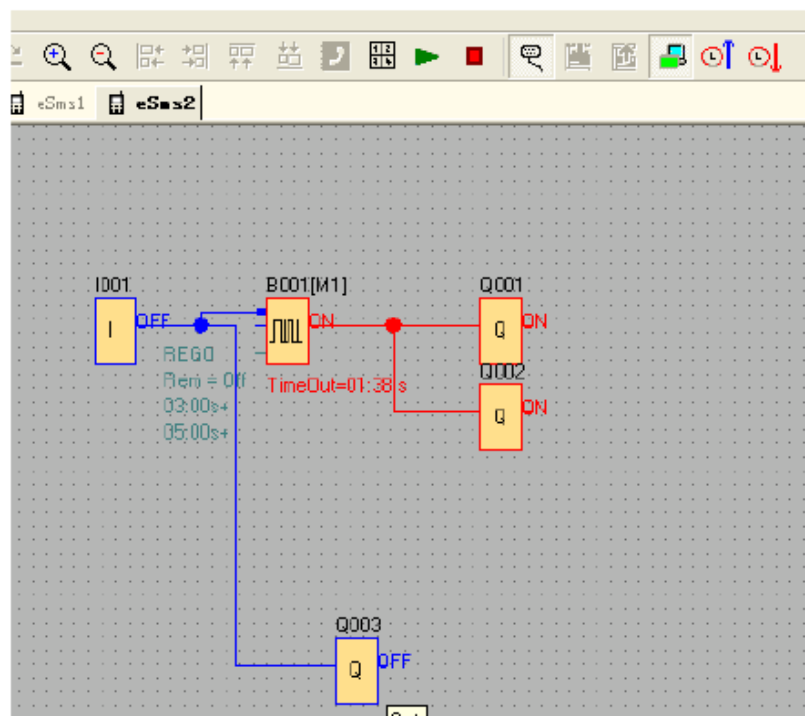 eSms1 eSms2
I001 B001[M1] Q001
I OFF ON Q ON
REG0
Rem = Off
03:00s+
05:00s+
TimeOut=01:38 s
Q002
Q ON
Q003
Q OFF